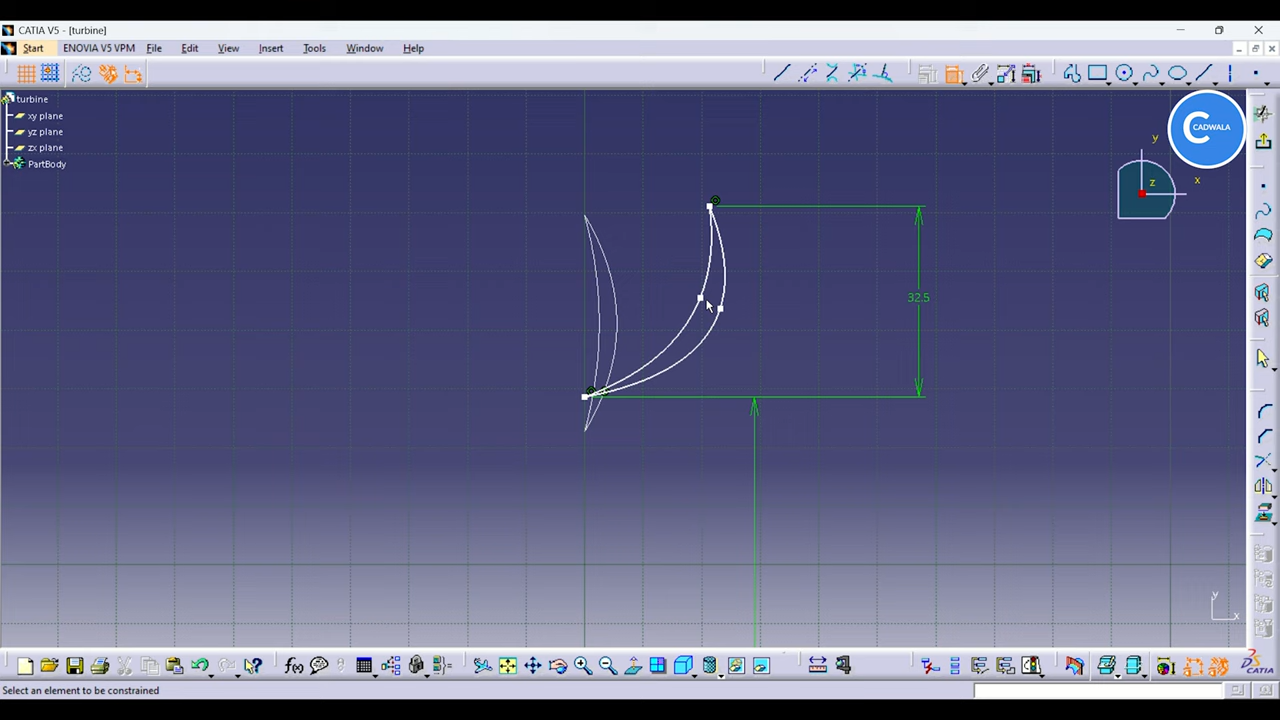 CATIA V5 - [turbine]
Start ENOVIA V5 VPM File Edit View Insert Tools Window Help
turbine
xy plane
yz plane
zx plane
PartBody
C CADWALA
y
x
z
32.5
f(x)
y
x
CATIA
Select an element to be constrained